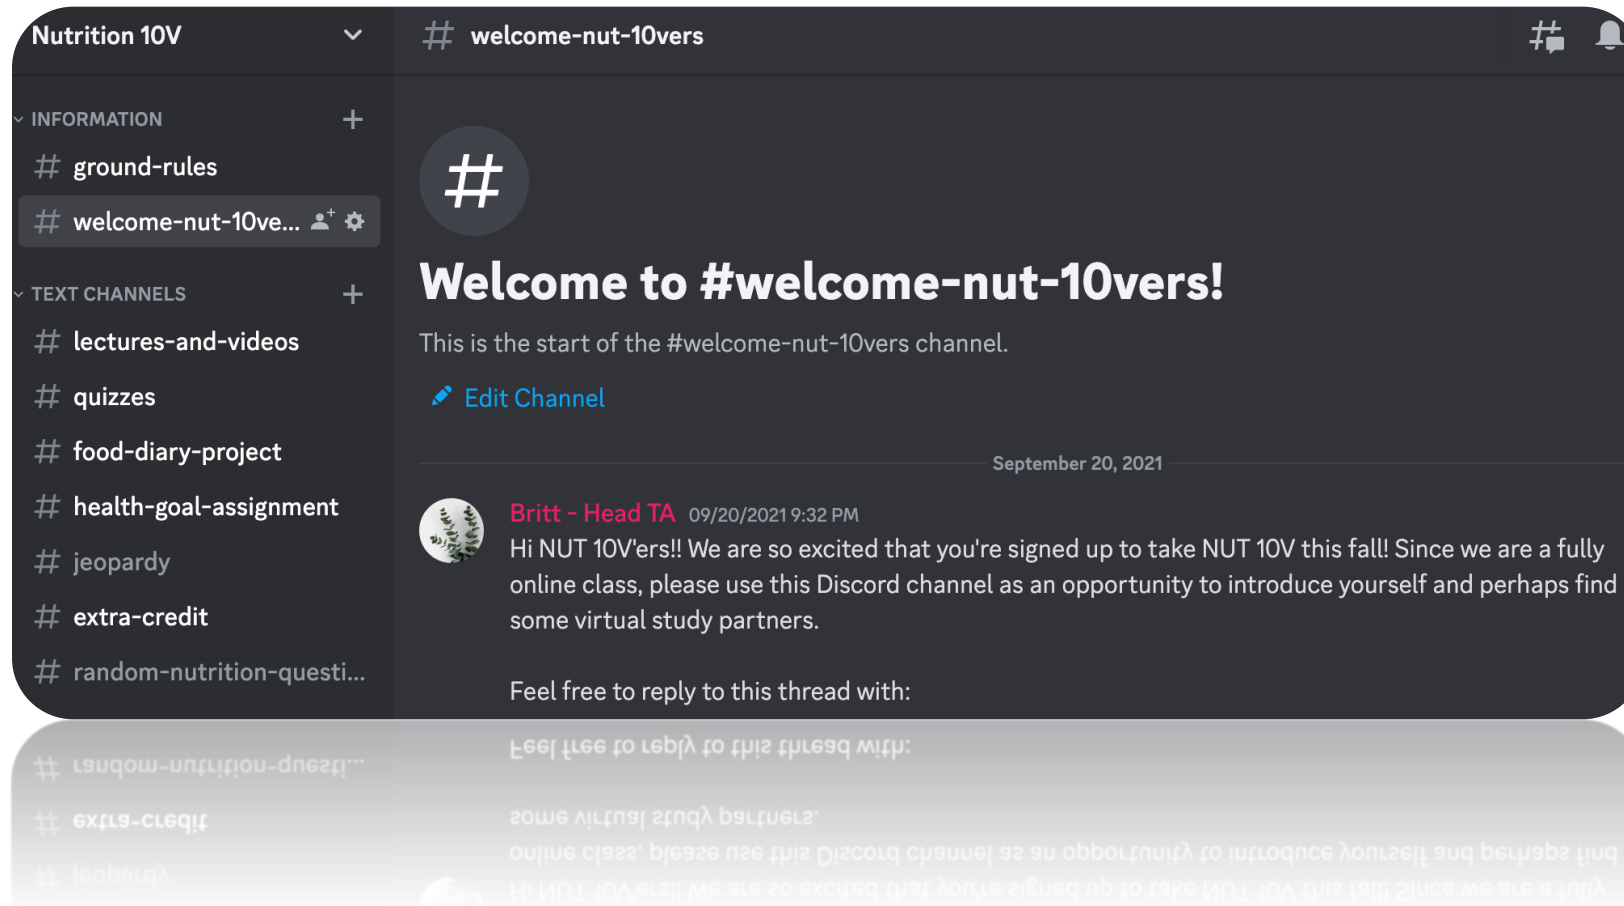 Nutrition 10V
INFORMATION
# ground-rules
# welcome-nut-10ve...
TEXT CHANNELS
# lectures-and-videos
# quizzes
# food-diary-project
# health-goal-assignment
# jeopardy
# extra-credit
# random-nutrition-questi...
# welcome-nut-10vers
#
Welcome to #welcome-nut-10vers!
This is the start of the #welcome-nut-10vers channel.
Edit Channel
September 20, 2021
Britt - Head TA 09/20/2021 9:32 PM
Hi NUT 10V'ers!! We are so excited that you're signed up to take NUT 10V this fall! Since we are a fully
online class, please use this Discord channel as an opportunity to introduce yourself and perhaps find
some virtual study partners.
Feel free to reply to this thread with: